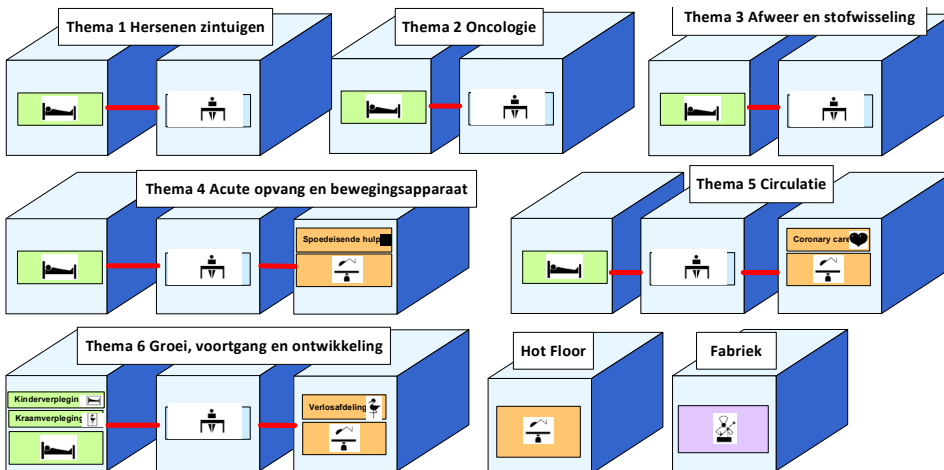 Thema 1 Hersenen zintuigen
Thema 2 Oncologie
Thema 3 Afweer en stofwisseling
Thema 4 Acute opvang en bewegingsapparaat
Thema 5 Circulatie
Spoedeisende hulp
Coronary care
Thema 6 Groei, voortgang en ontwikkeling
Hot Floor
Fabriek
Kinderverplegin
Kraamverpleging
Verlosafdeling